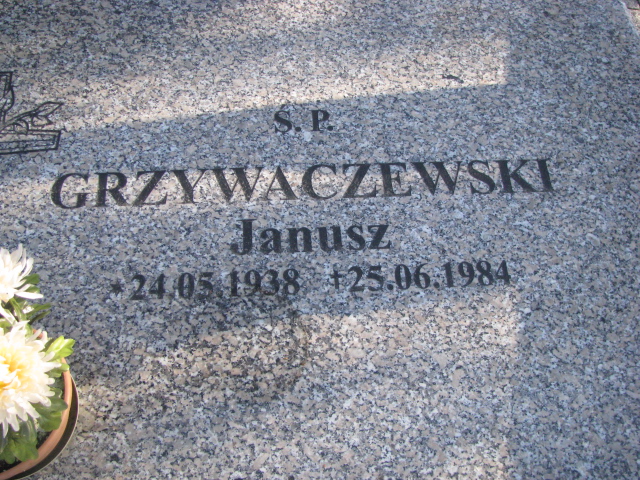 Ś. P.
GRZYWACZEWSKI
Janusz
* 24.05.1938 +25.06.1984